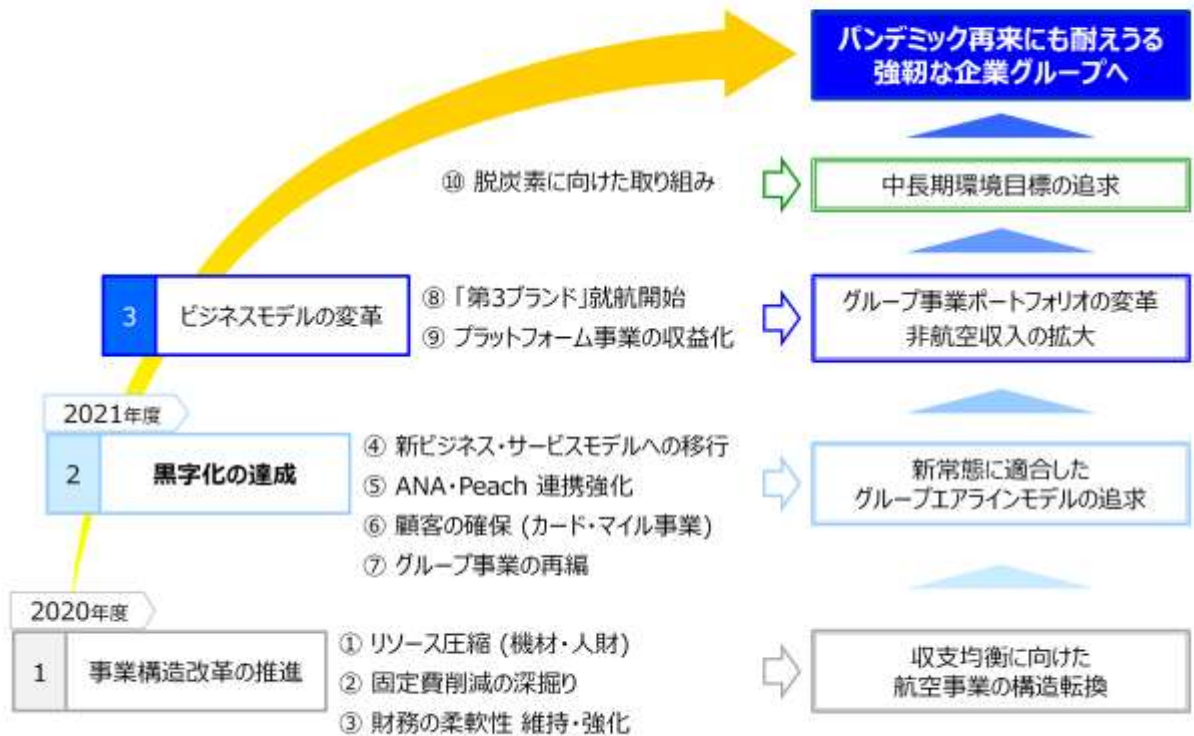 パンデミック再来にも耐えうる
強靭な企業グループへ
⑩ 脱炭素に向けた取り組み
中長期環境目標の追求
3
ビジネスモデルの変革
⑧ 「第3ブランド」就航開始
⑨ プラットフォーム事業の収益化
グループ事業ポートフォリオの変革
非航空収入の拡大
2021年度
2
黒字化の達成
④ 新ビジネス・サービスモデルへの移行
⑤ ANA・Peach 連携強化
⑥ 顧客の確保 (カード・マイル事業)
⑦ グループ事業の再編
新常態に適合した
グループエアラインモデルの追求
2020年度
1
事業構造改革の推進
① リソース圧縮 (機材・人財)
② 固定費削減の深掘り
③ 財務の柔軟性 維持・強化
収支均衡に向けた
航空事業の構造転換